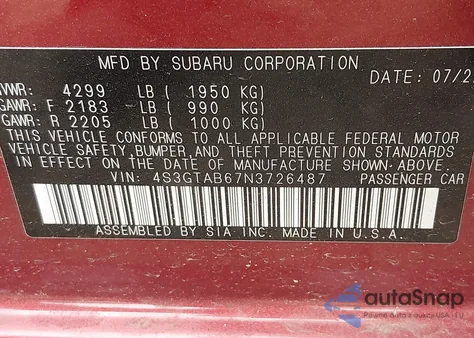 MFD BY SUBARU CORPORATION
DATE: 07/2
VWR: 4299 LB ( 1950 KG)
GAWR: F 2183 LB ( 990 KG)
GAWR: R 2205 LB ( 1000 KG)
THIS VEHICLE CONFORMS TO ALL APPLICABLE FEDERAL MOTOR
VEHICLE SAFETY, BUMPER, AND THEFT PREVENTION STANDARDS
IN EFFECT ON THE DATE OF MANUFACTURE SHOWN ABOVE.
VIN: 4S3GTAB67N3726487 PASSENGER CAR
ASSEMBLED BY SIA INC. MADE IN U.S.A.
autoSnap